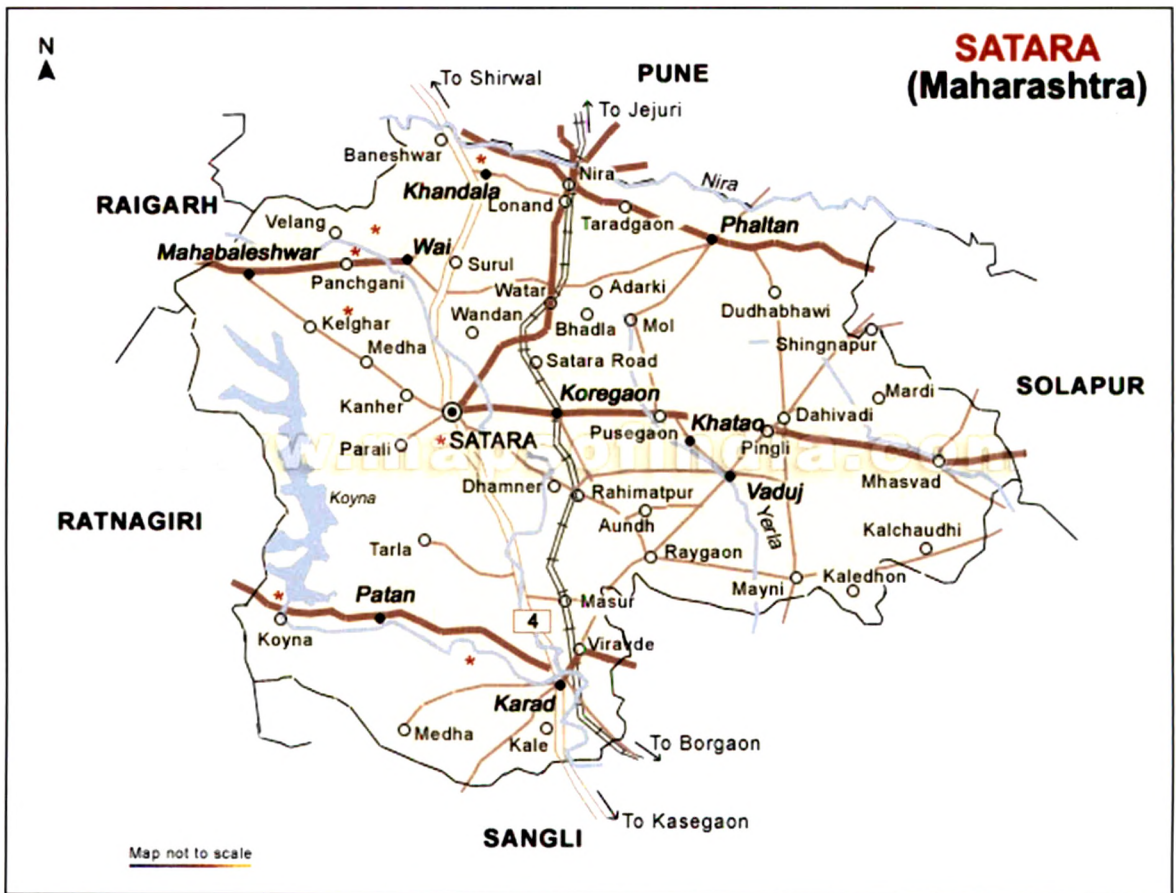 N
SATARA
(Maharashtra)
To Shirwal
PUNE
To Jejuri
Baneshwar
Nira
Khandala
Nira
RAIGARH
Lonand
Velang
Taradgaon
Phaltan
Mahabaleshwar
Wai
Surul
Panchgani
Watar
Adarki
Wandan
Dudhabhawi
Kelghar
Bhadla
Mol
Medha
Shingnapur
Satara Road
SOLAPUR
Mardi
Kanher
Koregaon
Dahivadi
Khatao
Pusegaon
SATARA
Parali
Pingli
www.mapsofindia.com
Dhamner
Rahimatpur
Vaduj
Mhasvad
Koyna
RATNAGIRI
Aundh
Yerla
Kalchaudhi
Tarla
Raygaon
Mayni
Kaledhon
Patan
Masur
4
Koyna
Viravde
Karad
Medha
Kale
To Borgaon
To Kasegaon
SANGLI
Map not to scale